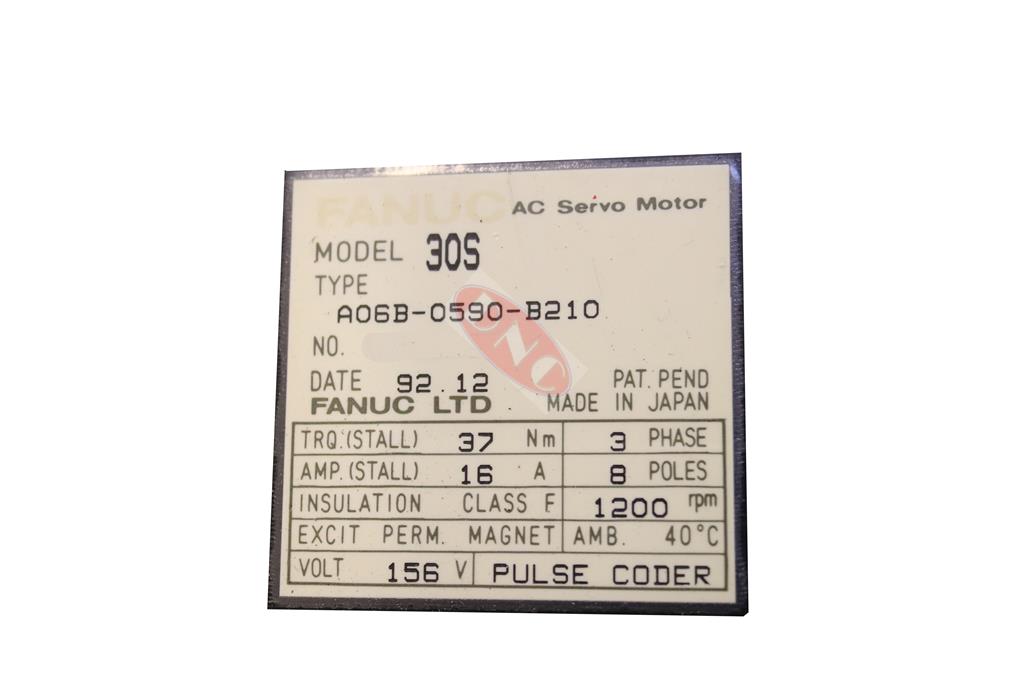 FANUC AC Servo Motor
MODEL 30S
TYPE
A06B-0590-B210
DNC
NO.
DATE 92.12 PAT. PEND
FANUC LTD MADE IN JAPAN
TRQ.(STALL) 37 Nm 3 PHASE
AMP.(STALL) 16 A 8 POLES
INSULATION CLASS F 1200 rpm
EXCIT PERM. MAGNET AMB. 40°C
VOLT 156 V PULSE CODER